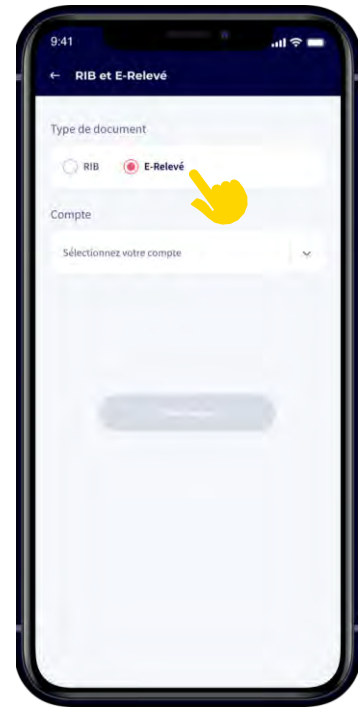 9:41
← RIB et E-Relevé
Type de document
RIB
E-Relevé
Compte
Sélectionnez votre compte